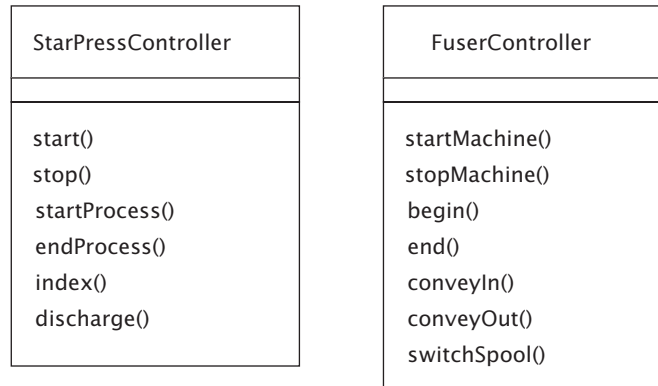 StarPressController
start()
stop()
startProcess()
endProcess()
index()
discharge()
FuserController
startMachine()
stopMachine()
begin()
end()
conveyIn()
conveyOut()
switchSpool()